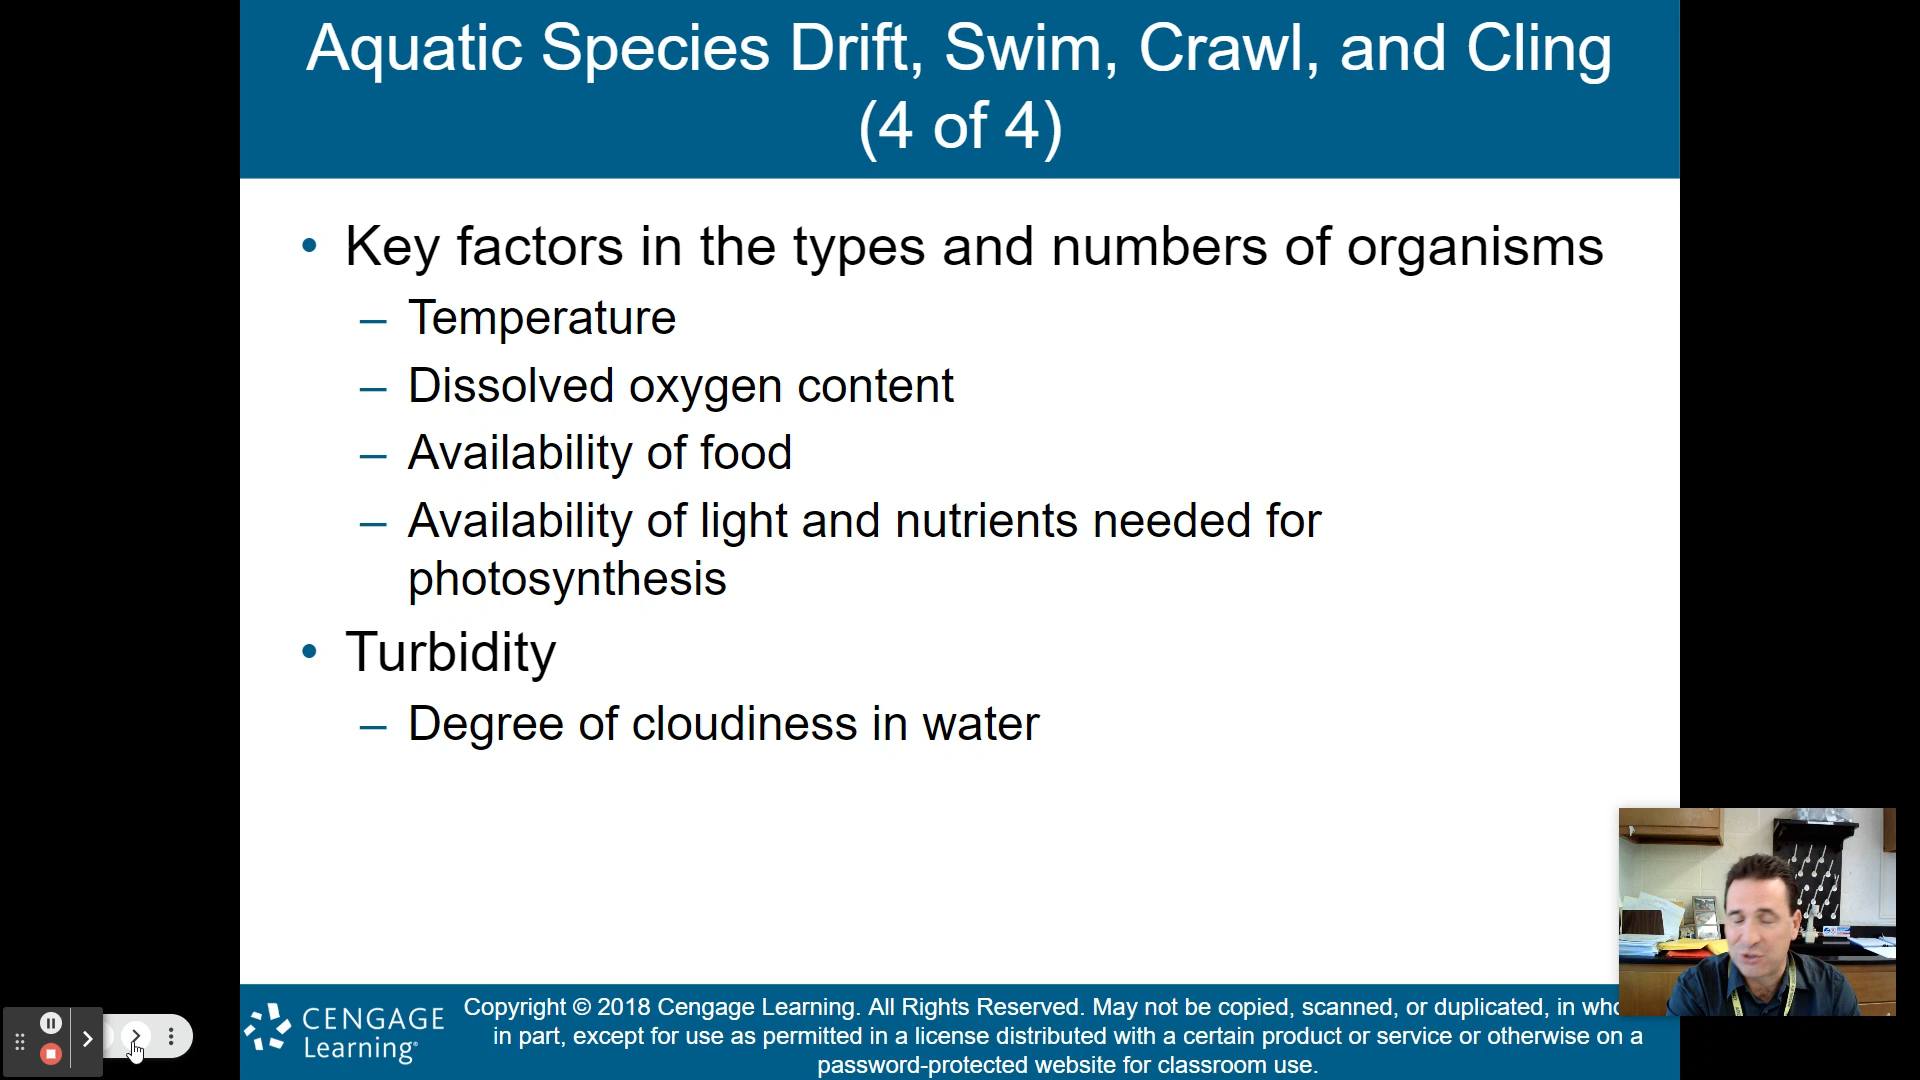 Aquatic Species Drift, Swim, Crawl, and Cling
(4 of 4)
• Key factors in the types and numbers of organisms
– Temperature
– Dissolved oxygen content
– Availability of food
– Availability of light and nutrients needed for
photosynthesis
• Turbidity
– Degree of cloudiness in water
CENGAGE
Learning®
Copyright © 2018 Cengage Learning. All Rights Reserved. May not be copied, scanned, or duplicated, in
in part, except for use as permitted in a license distributed with a certain product or service or otherwise on a
password-protected website for classroom use.